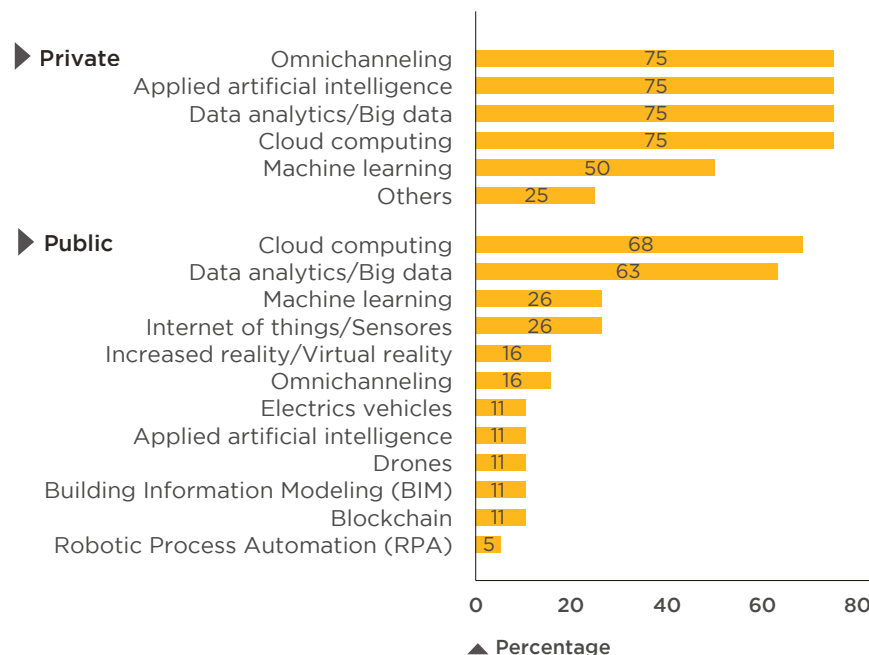 Private
Omnichanneling 75
Applied artificial intelligence 75
Data analytics/Big data 75
Cloud computing 75
Machine learning 50
Others 25
Public
Cloud computing 68
Data analytics/Big data 63
Machine learning 26
Internet of things/Sensores 26
Increased reality/Virtual reality 16
Omnichanneling 16
Electrics vehicles 11
Applied artificial intelligence 11
Drones 11
Building Information Modeling (BIM) 11
Blockchain 11
Robotic Process Automation (RPA) 5
0 20 40 60 80
Percentage